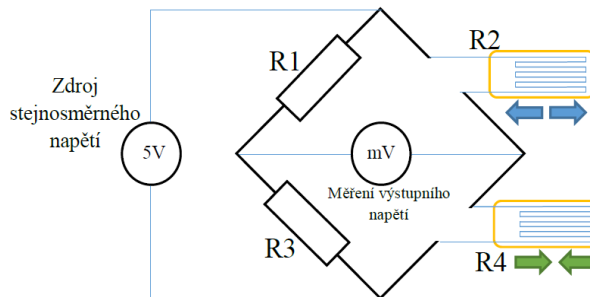 R1
R2
Zdroj
stejnosměrného
napětí
5V
mV
Měření výstupního
napětí
R3
R4